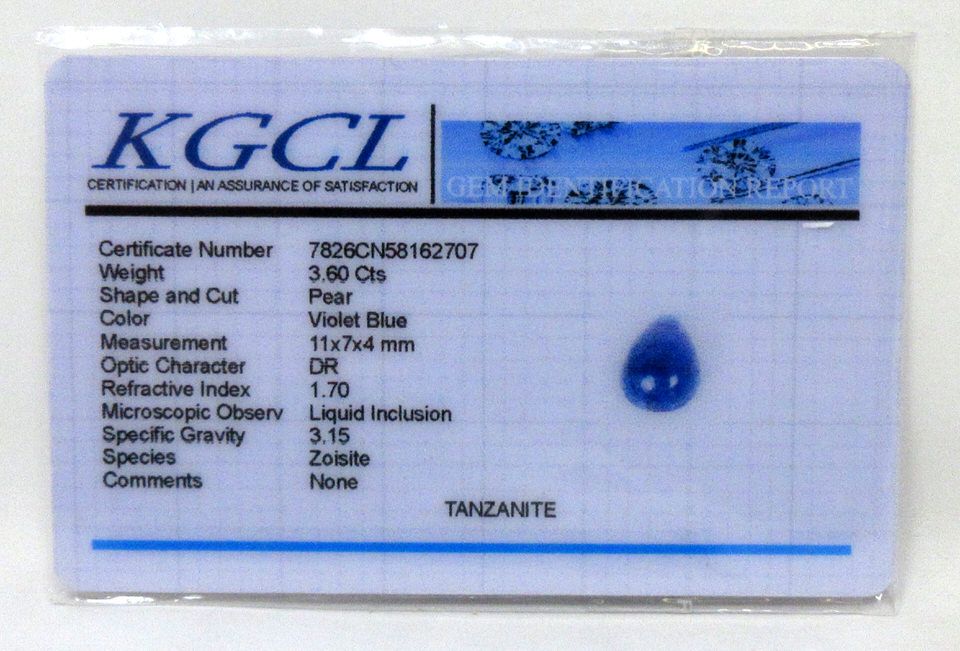 KGCL
CERTIFICATION | AN ASSURANCE OF SATISFACTION
GEM IDENTIFICATION REPORT
Certificate Number 7826CN58162707
Weight 3.60 Cts
Shape and Cut Pear
Color Violet Blue
Measurement 11x7x4 mm
Optic Character DR
Refractive Index 1.70
Microscopic Observ Liquid Inclusion
Specific Gravity 3.15
Species Zoisite
Comments None
TANZANITE